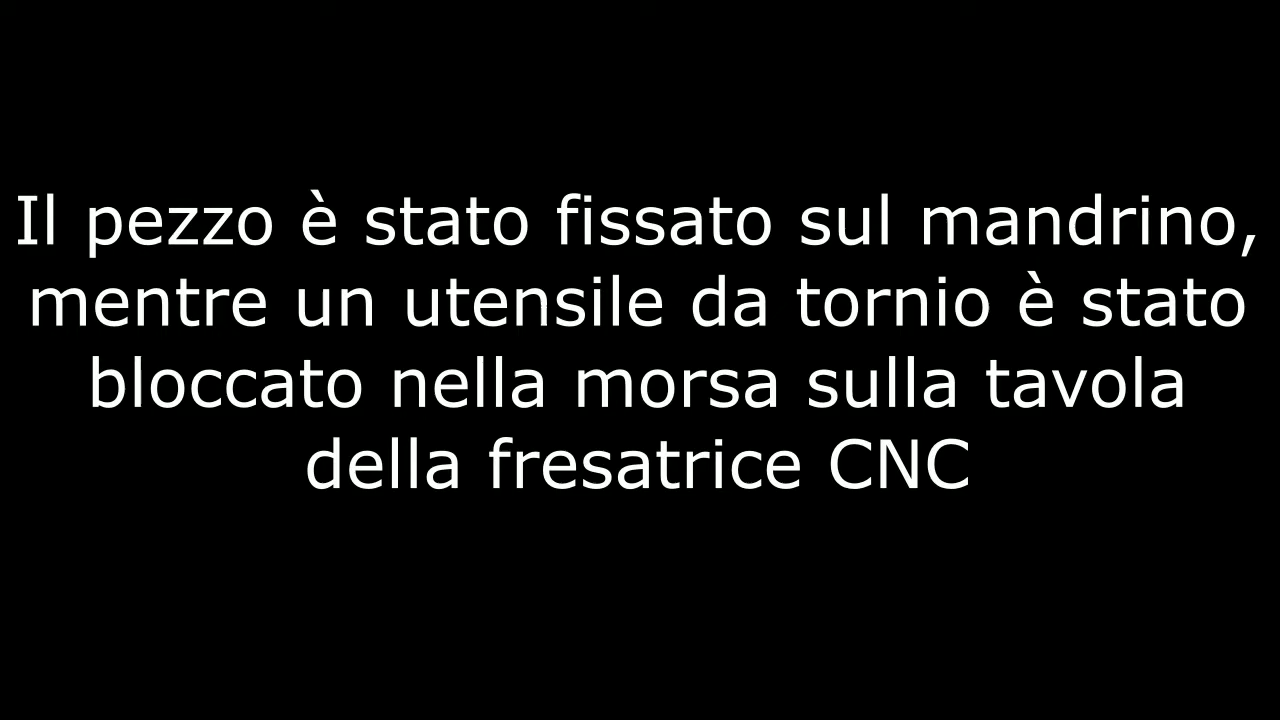 Il pezzo è stato fissato sul mandrino,
mentre un utensile da tornio è stato
bloccato nella morsa sulla tavola
della fresatrice CNC